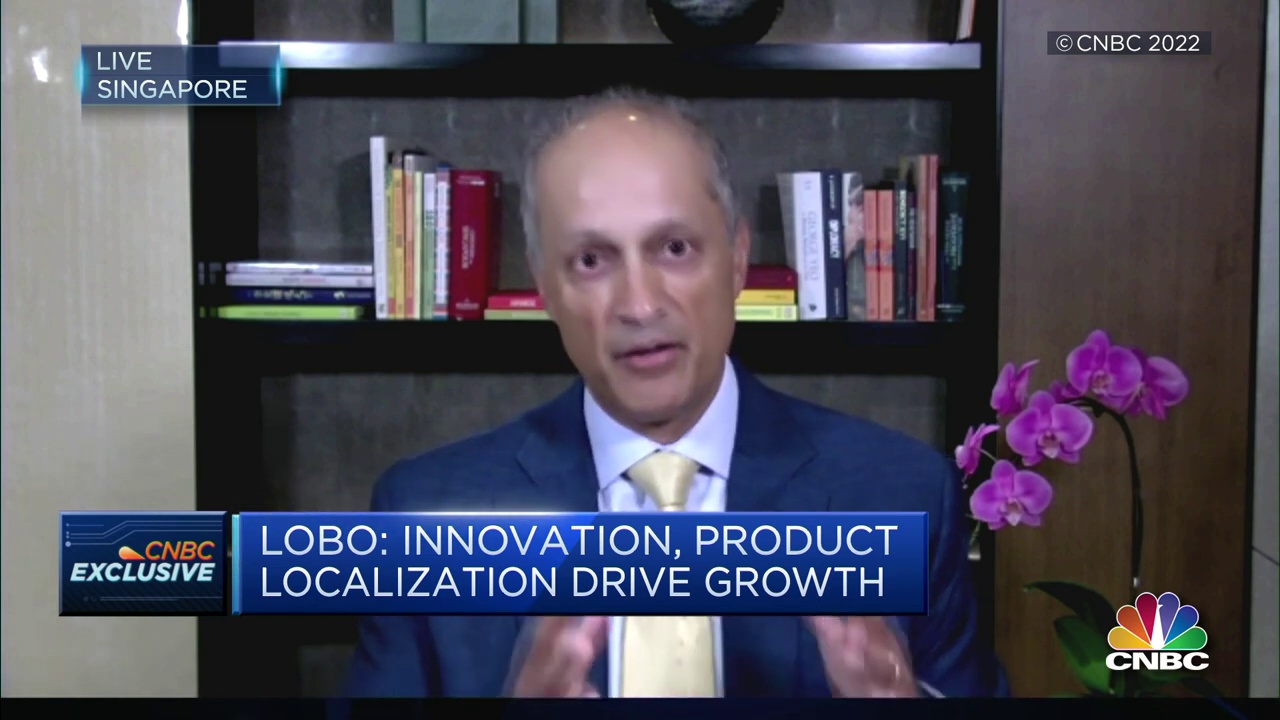 LIVE
SINGAPORE
© CNBC 2022
CNBC
EXCLUSIVE
LOBO: INNOVATION, PRODUCT
LOCALIZATION DRIVE GROWTH
CNBC